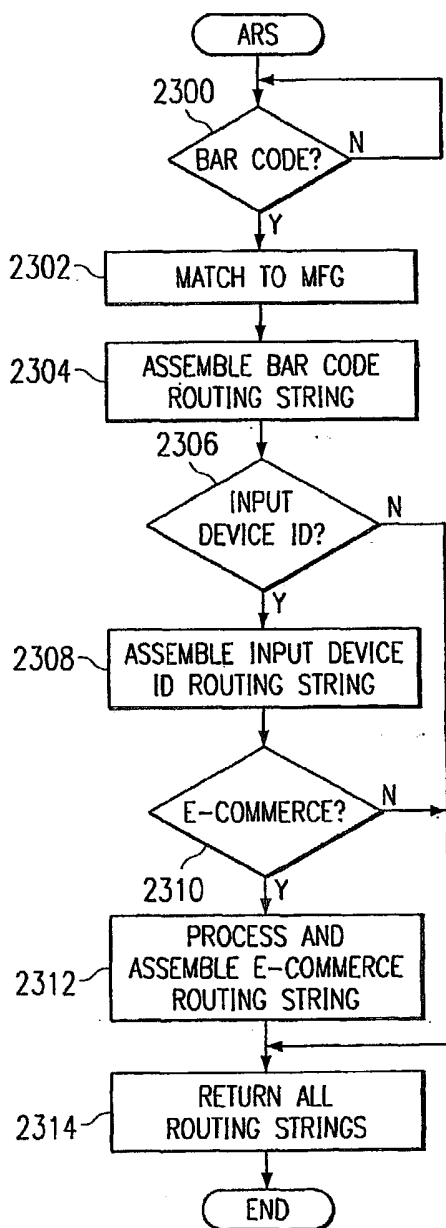 ARS
2300
BAR CODE?
N
Y
2302
MATCH TO MFG
2304
ASSEMBLE BAR CODE
ROUTING STRING
2306
INPUT
DEVICE ID?
N
Y
2308
ASSEMBLE INPUT DEVICE
ID ROUTING STRING
E-COMMERCE?
N
2310
Y
2312
PROCESS AND
ASSEMBLE E-COMMERCE
ROUTING STRING
2314
RETURN ALL
ROUTING STRINGS
END